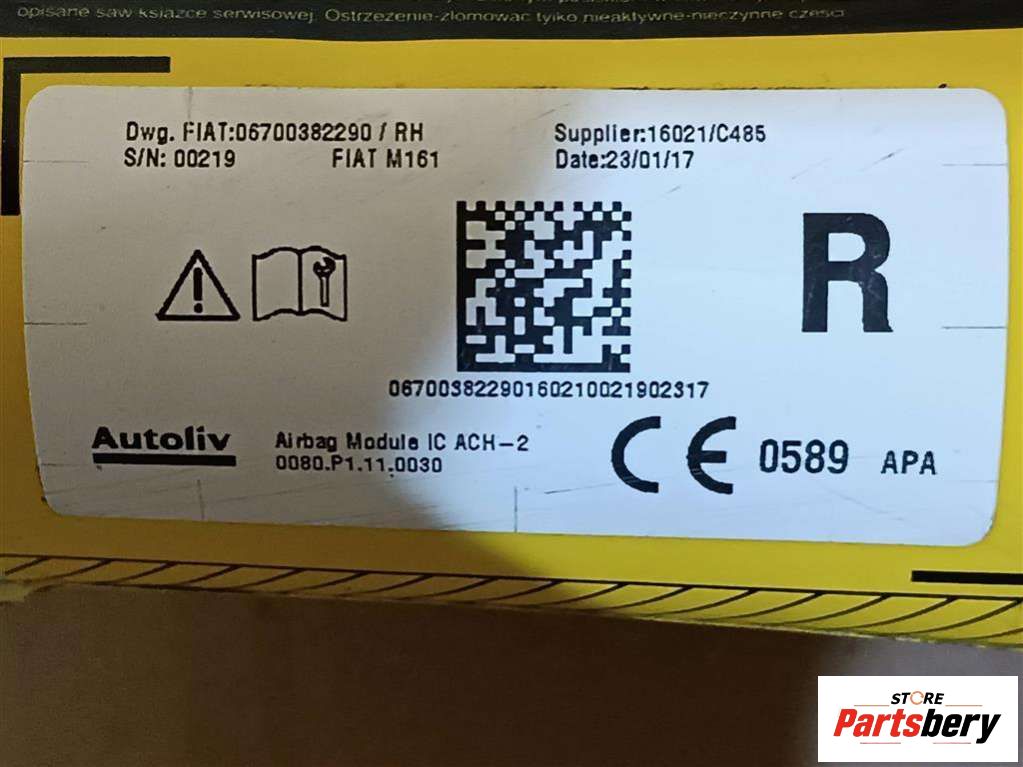 opisane saw ksiazce serwisowej. Ostrzezenie-zlomowac tylko nieaktywne-nieczynne czesci
Dwg. FIAT:06700382290 / RH
Supplier:16021/C485
S/N: 00219 FIAT M161
Date:23/01/17
R
06700382290160210021902317
Autoliv
Airbag Module IC ACH-2
0080.P1.11.0030
CE 0589 APA
STORE
Partsbery